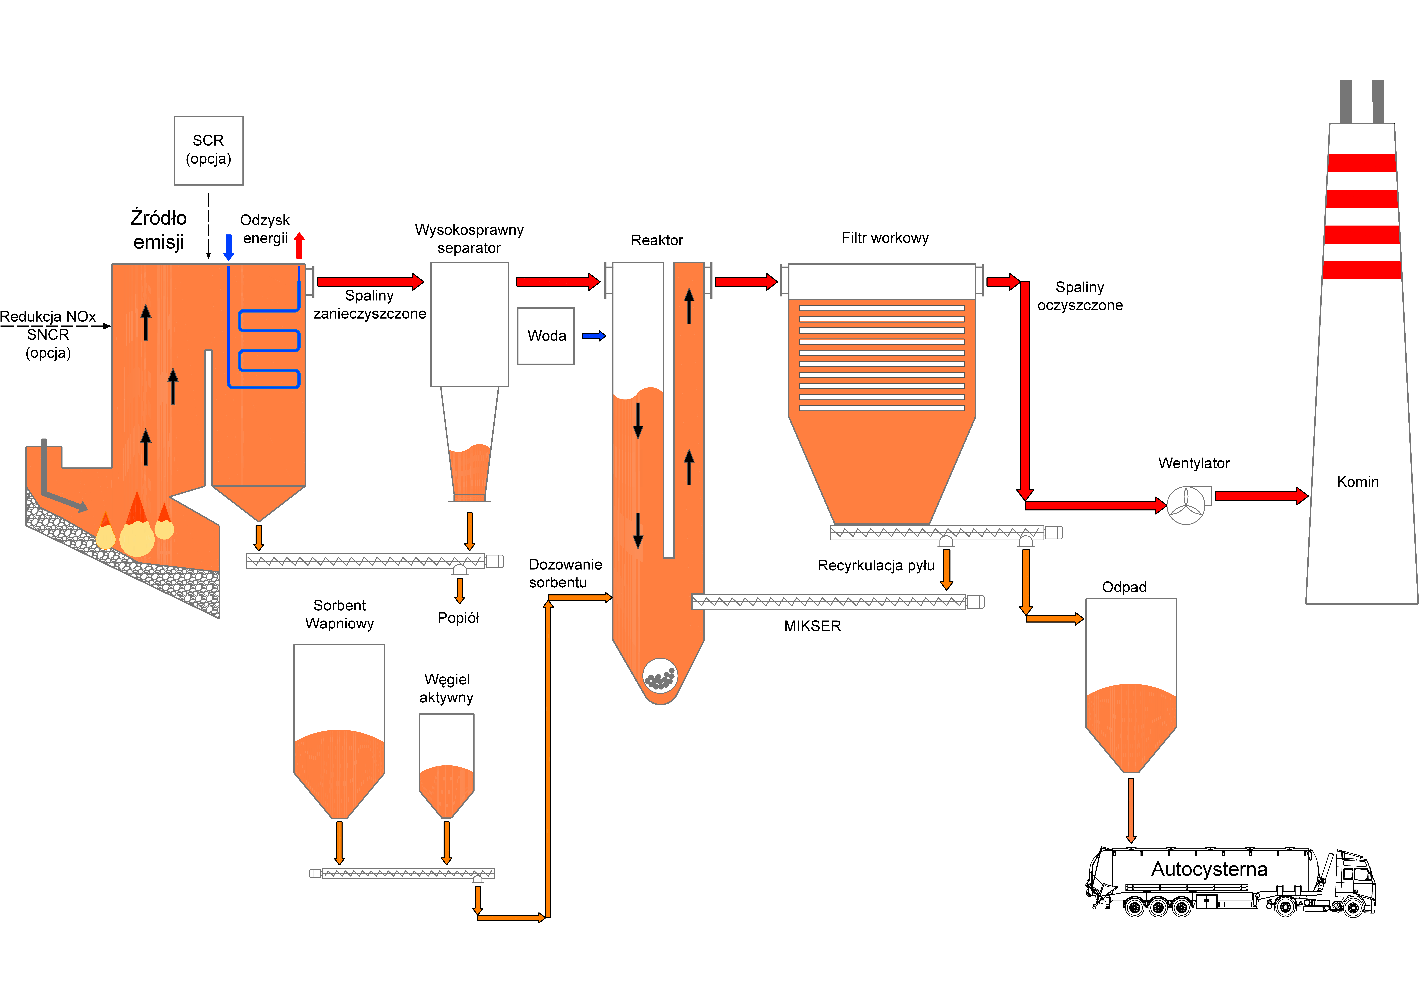 SCR
(opcja)
Źródło
emisji
Odzysk
energii
Wysokosprawny
separator
Reaktor
Filtr workowy
Redukcja NOx
SNCR
(opcja)
Spaliny
zanieczyszczone
Woda
Spaliny
oczyszczone
Wentylator
Komin
Dozowanie
sorbentu
Recyrkulacja pyłu
Odpad
Popiół
MIKSER
Sorbent
Wapniowy
Węgiel
aktywny
Autocysterna